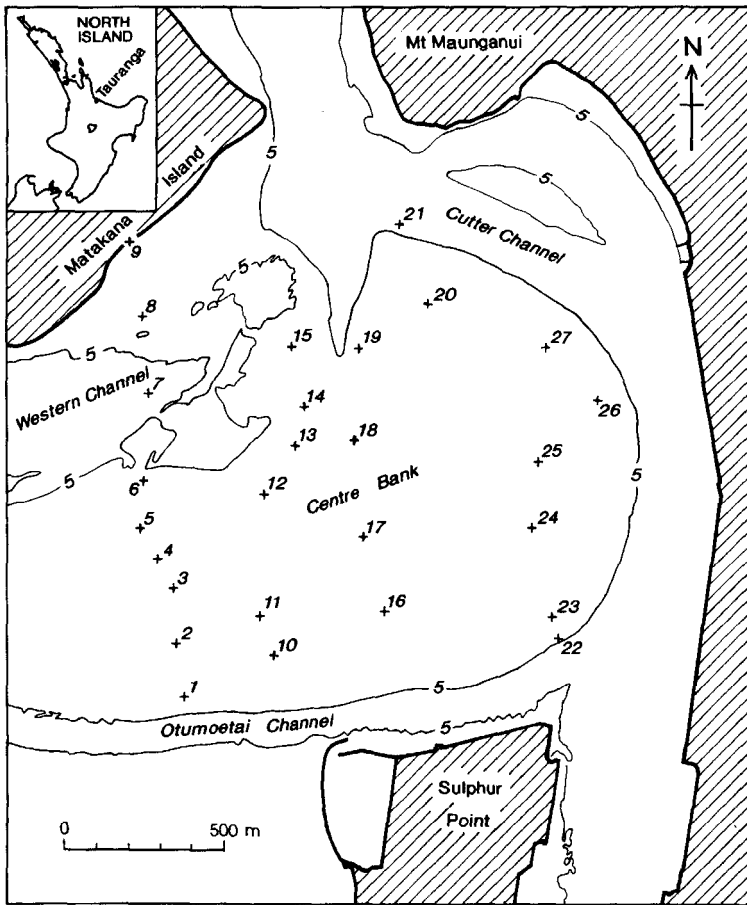 NORTH
ISLAND
Tauranga
Mt Maunganui
N
Matakana Island
5
5
5
5
Cutter Channel
21
9
8
5
20
15
19
27
5
Western Channel
7
14
26
13
18
25
5
6
12
Centre Bank
5
5
17
24
4
3
11
16
23
2
10
22
1
5
Otumoetai Channel
5
Sulphur
Point
0 500 m